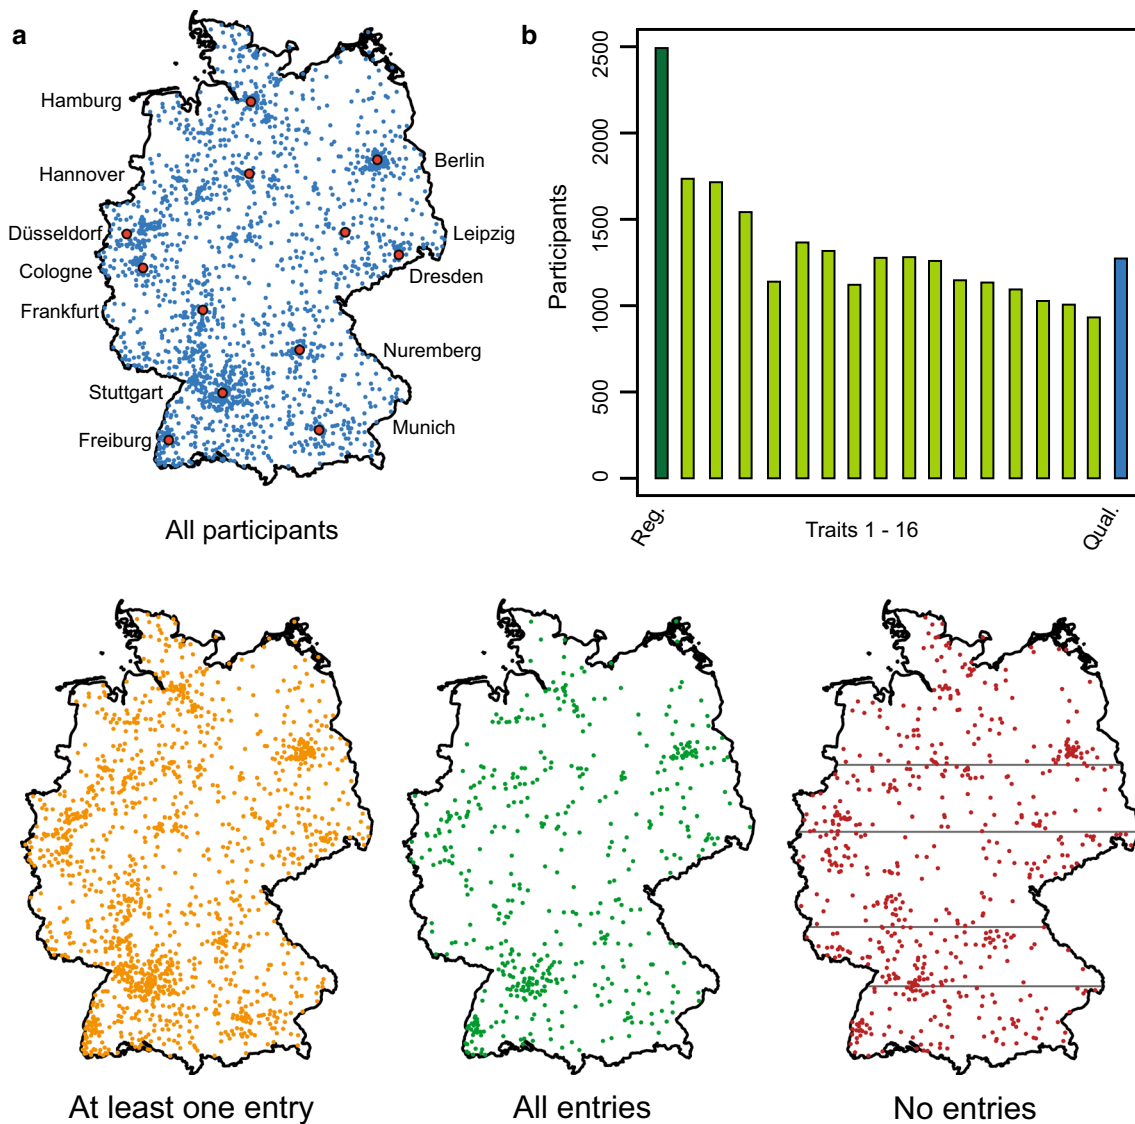 a
Hamburg
Hannover
Berlin
Düsseldorf
Leipzig
Cologne
Dresden
Frankfurt
Nuremberg
Stuttgart
Munich
Freiburg
All participants
b
Participants
2500
2000
1500
1000
500
0
Reg.
Traits 1 - 16
Qual.
At least one entry
All entries
No entries